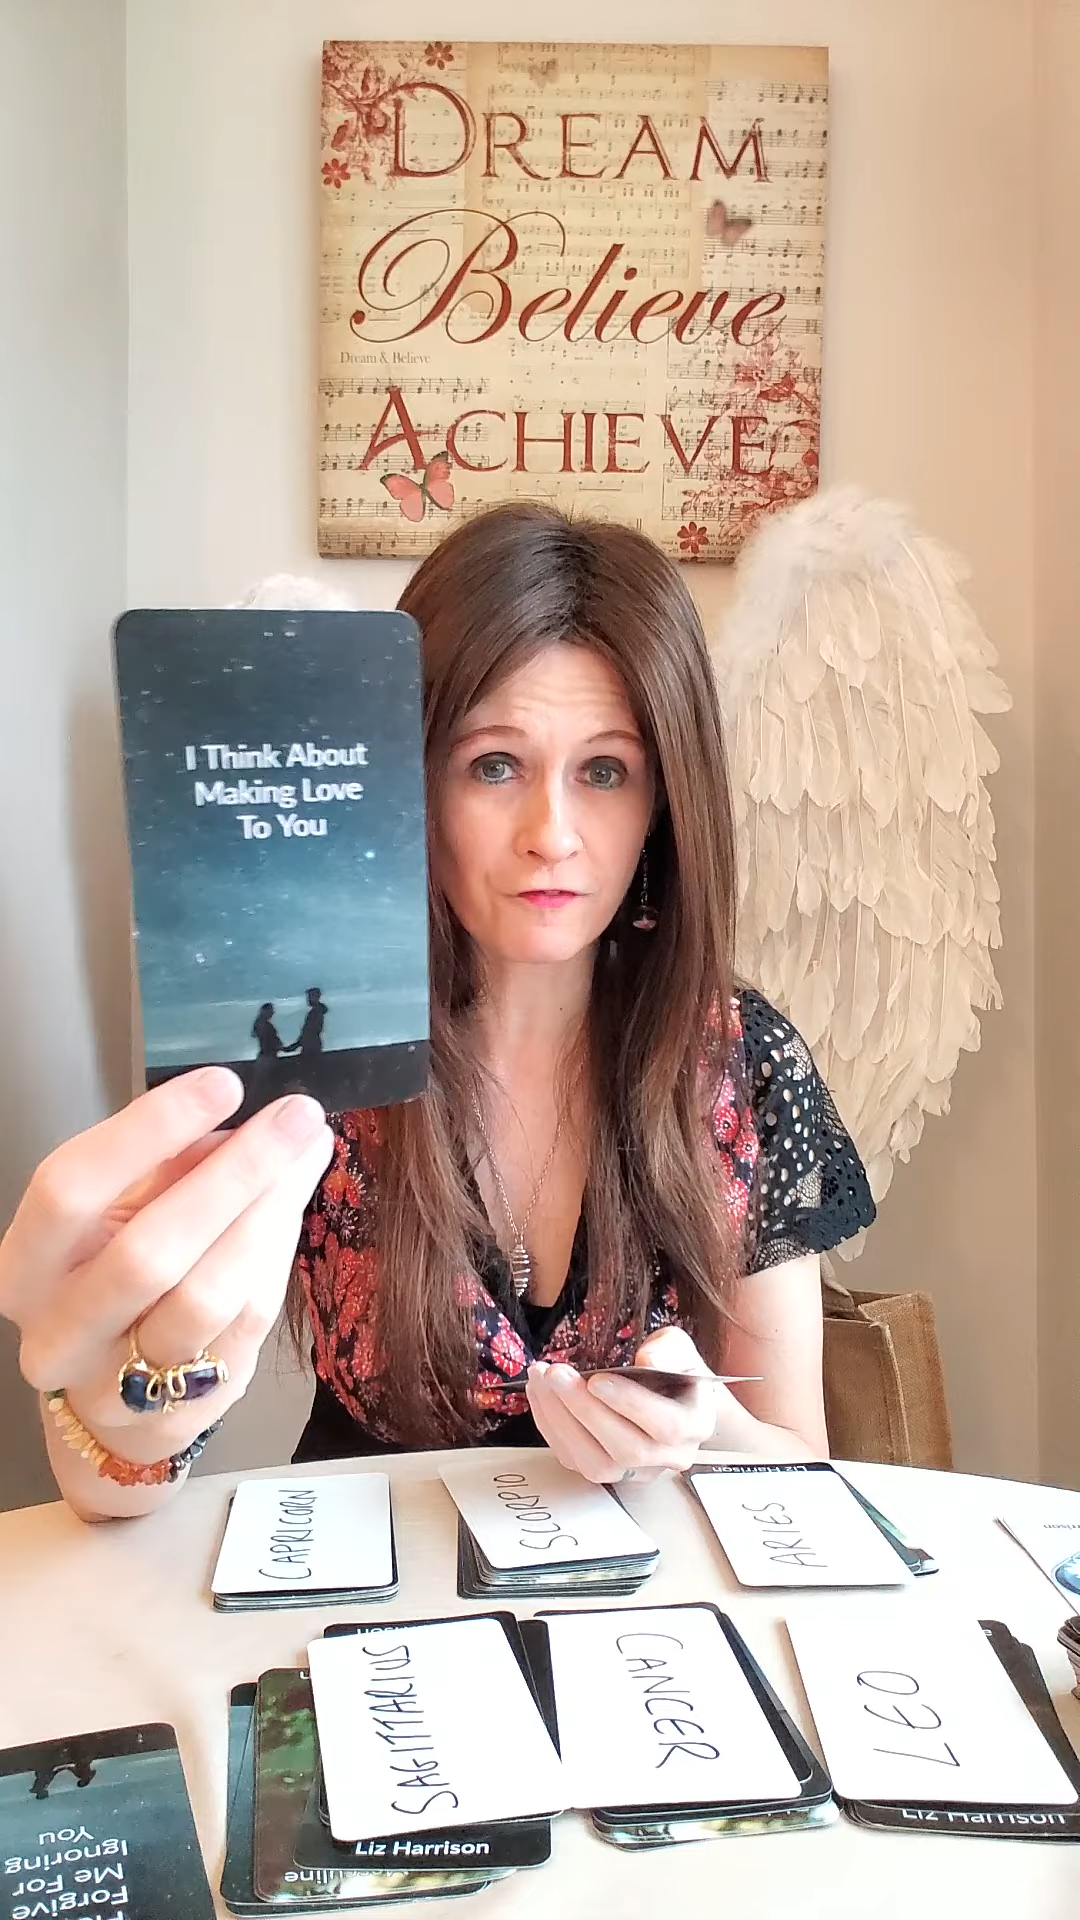 DREAM
Believe
Dream & Believe
ACHIEVE
I Think About
Making Love
To You
CAPRICORN
SCORPIO
Liz Harrison
ARIES
SAGITTARIUS
CANCER
LEO
Liz Harrison
Liz Harrison
Forgive
Me For
Ignoring
You